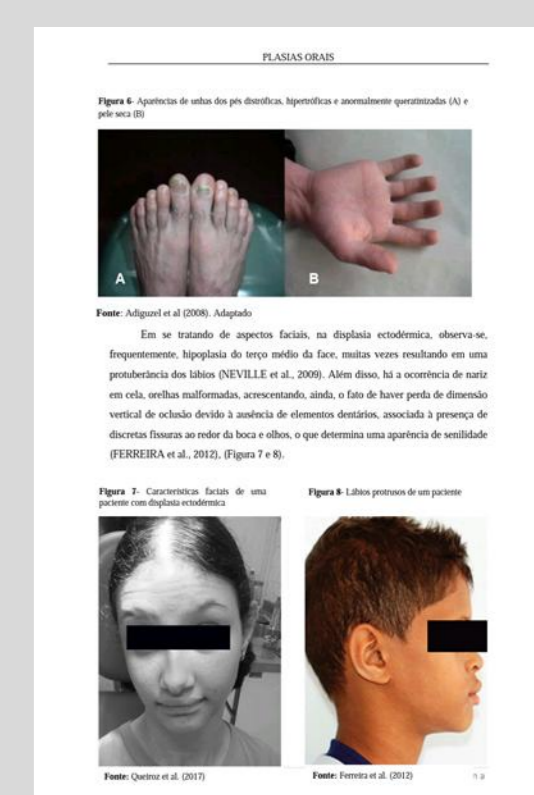 PLASIAS ORAIS
Figura 6- Aparências de unhas dos pés distróficas, hipertróficas e anormalmente queratinizadas (A) e
pele seca (B)
A
B
Fonte: Adiguzel et al (2008). Adaptado
Em se tratando de aspectos faciais, na displasia ectodérmica, observa-se,
frequentemente, hipoplasia do terço médio da face, muitas vezes resultando em uma
protuberância dos lábios (NEVILLE et al., 2009). Além disso, há a ocorrência de nariz
em cela, orelhas malformadas, acrescentando, ainda, o fato de haver perda de dimensão
vertical de oclusão devido à ausência de elementos dentários, associada à presença de
discretas fissuras ao redor da boca e olhos, o que determina uma aparência de senilidade
(FERREIRA et al., 2012), (Figura 7 e 8).
Figura 7- Características faciais de uma
paciente com displasia ectodérmica
Figura 8- Lábios protrusos de um paciente
Fonte: Queiroz et al. (2017)
Fonte: Ferreira et al. (2012)